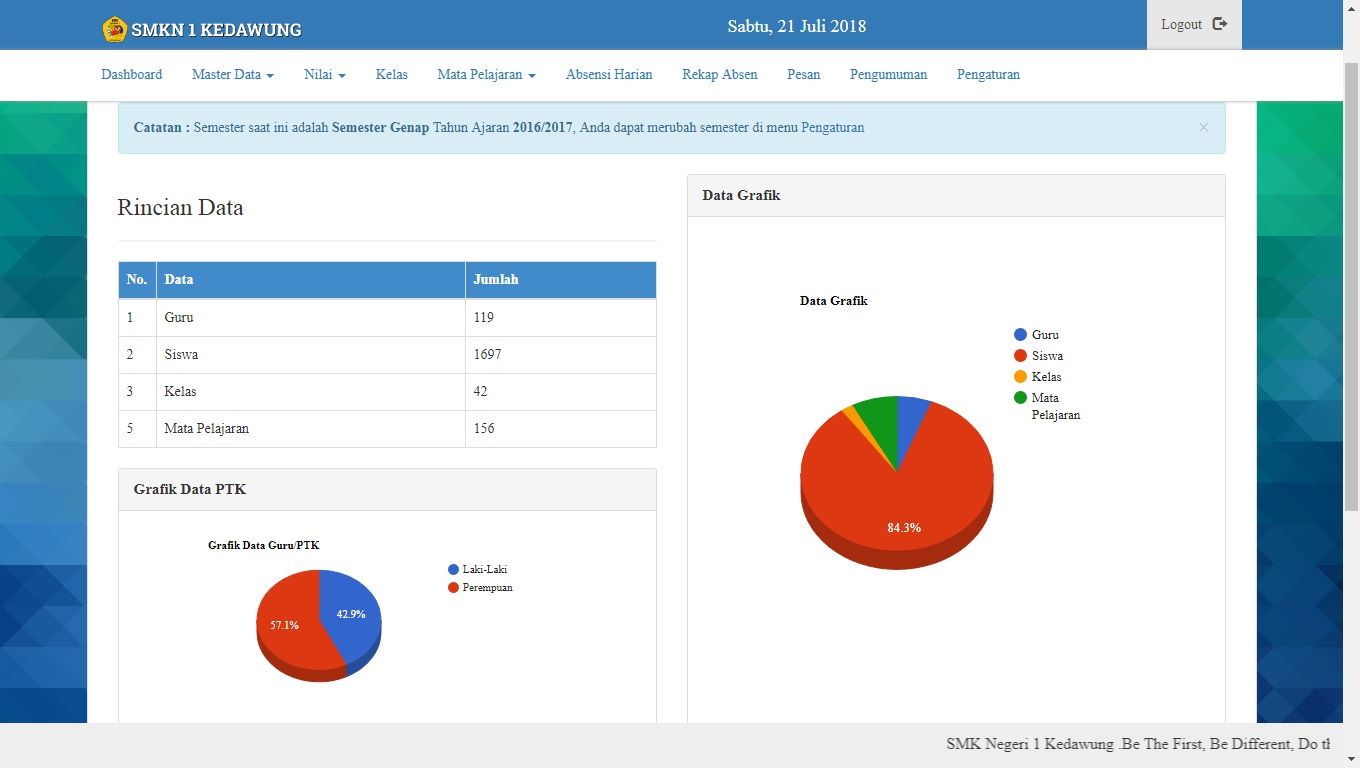 SMKN 1 KEDAWUNG
Sabtu, 21 Juli 2018
Logout
Dashboard Master Data Nilai Kelas Mata Pelajaran Absensi Harian Rekap Absen Pesan Pengumuman Pengaturan
Catatan : Semester saat ini adalah Semester Genap Tahun Ajaran 2016/2017, Anda dapat merubah semester di menu Pengaturan ×
Rincian Data
No. Data Jumlah
1 Guru 119
2 Siswa 1697
3 Kelas 42
5 Mata Pelajaran 156
Grafik Data PTK
Grafik Data Guru/PTK
Laki-Laki
Perempuan
42.9%
57.1%
Data Grafik
Data Grafik
Guru
Siswa
Kelas
Mata
Pelajaran
84.3%
SMK Negeri 1 Kedawung .Be The First, Be Different, Do